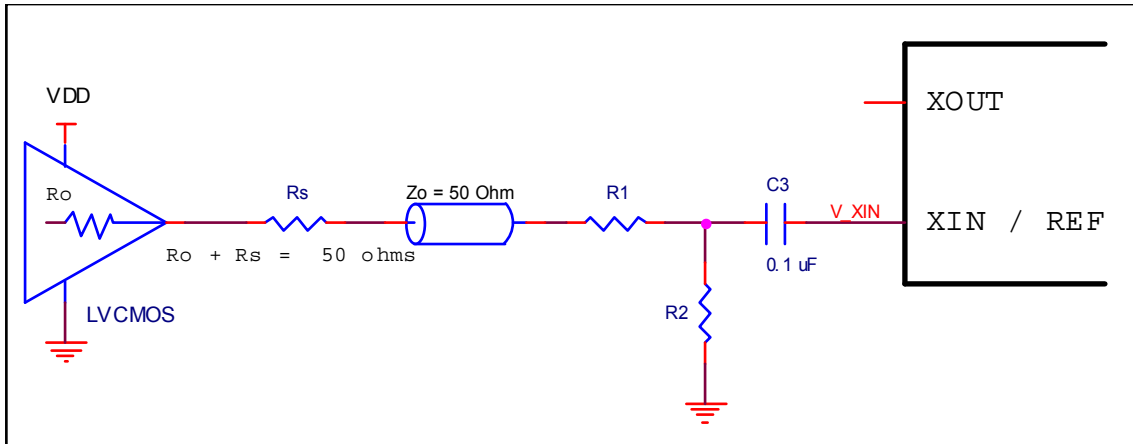 VDD
Ro
Rs
Zo = 50 Ohm
R1
C3
V_XIN
XOUT
XIN / REF
Ro + Rs = 50 ohms
0.1 uF
LVCMOS
R2